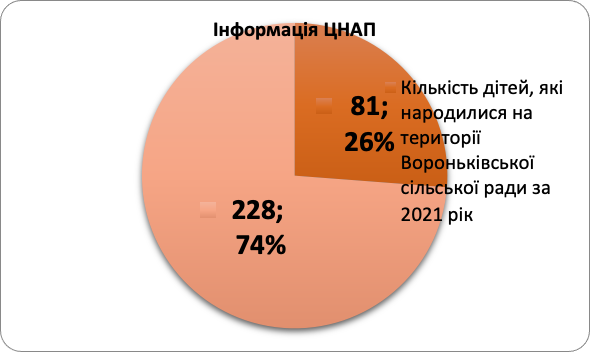 Інформація ЦНАП
81;
26%
Кількість дітей, які
народилися на
території
Вороньківської
сільської ради за
2021 рік
228;
74%